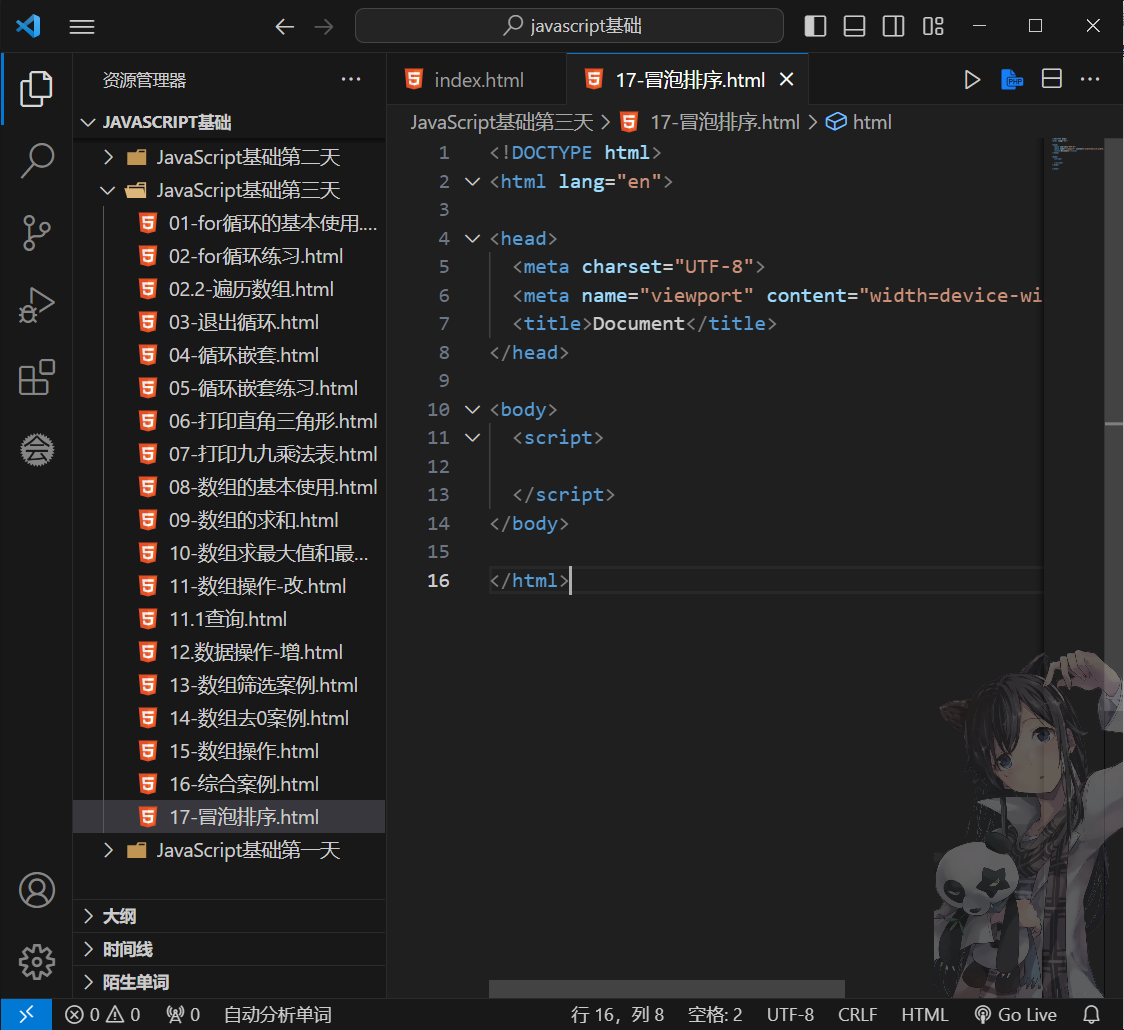 javascript基础
资源管理器
JAVASCRIPT基础
JavaScript基础第二天
JavaScript基础第三天
01-for循环的基本使用....
02-for循环练习.html
02.2-遍历数组.html
03-退出循环.html
04-循环嵌套.html
05-循环嵌套练习.html
06-打印直角三角形.html
07-打印九九乘法表.html
08-数组的基本使用.html
09-数组的求和.html
10-数组求最大值和最...
11-数组操作-改.html
11.1查询.html
12.数据操作-增.html
13-数组筛选案例.html
14-数组去0案例.html
15-数组操作.html
16-综合案例.html
17-冒泡排序.html
JavaScript基础第一天
大纲
时间线
陌生单词
index.html 17-冒泡排序.html PHP
JavaScript基础第三天 > 17-冒泡排序.html > html
1 <!DOCTYPE html>
2 <html lang="en">
3
4 <head>
5 <meta charset="UTF-8">
6 <meta name="viewport" content="width=device-wi
7 <title>Document</title>
8 </head>
9
10 <body>
11 <script>
12
13 </script>
14 </body>
15
16 </html>
0 0 0 自动分析单词 行 16，列 8 空格: 2 UTF-8 CRLF HTML Go Live